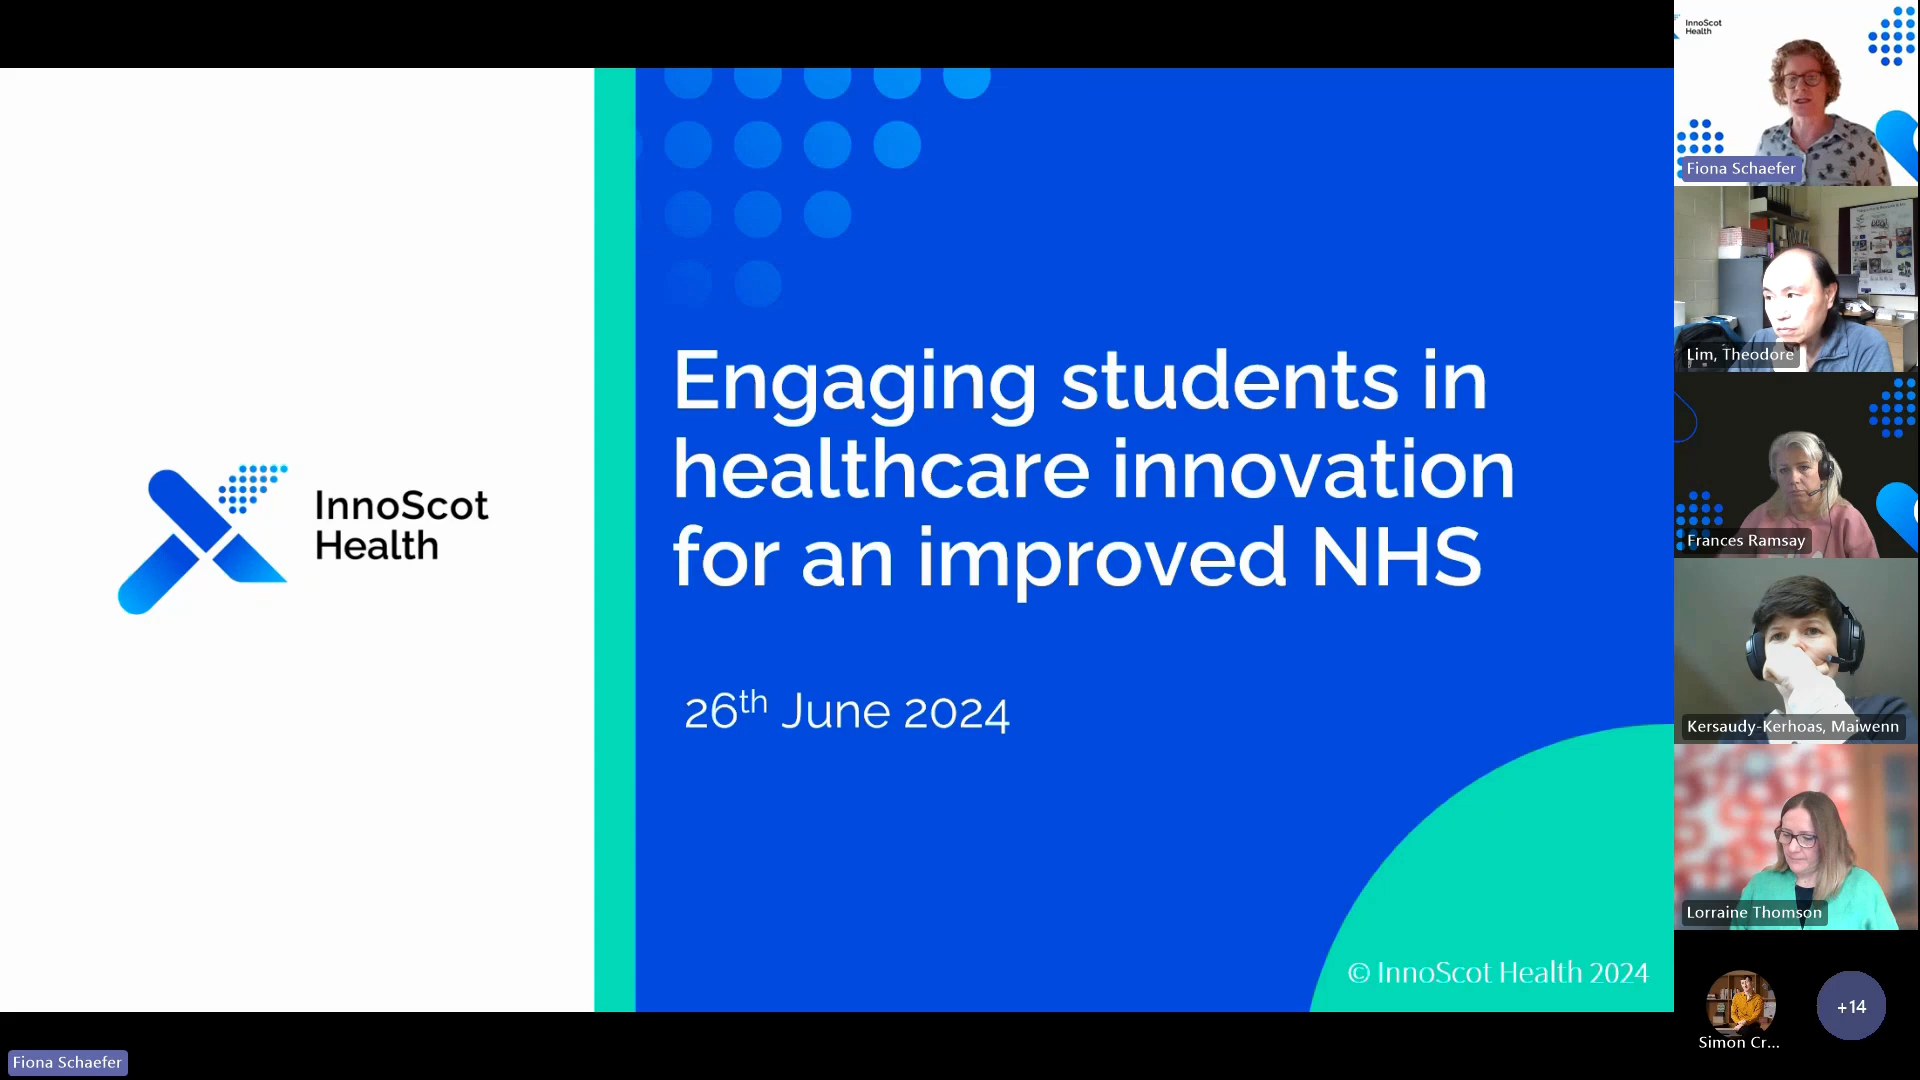 InnoScot
Health
Engaging students in
healthcare innovation
for an improved NHS
26th June 2024
© InnoScot Health 2024
Fiona Schaefer
InnoScot
Health
Fiona Schaefer
Lim, Theodore
Frances Ramsay
Kersaudy-Kerhoas, Maiwenn
Lorraine Thomson
Simon Cr...
+14